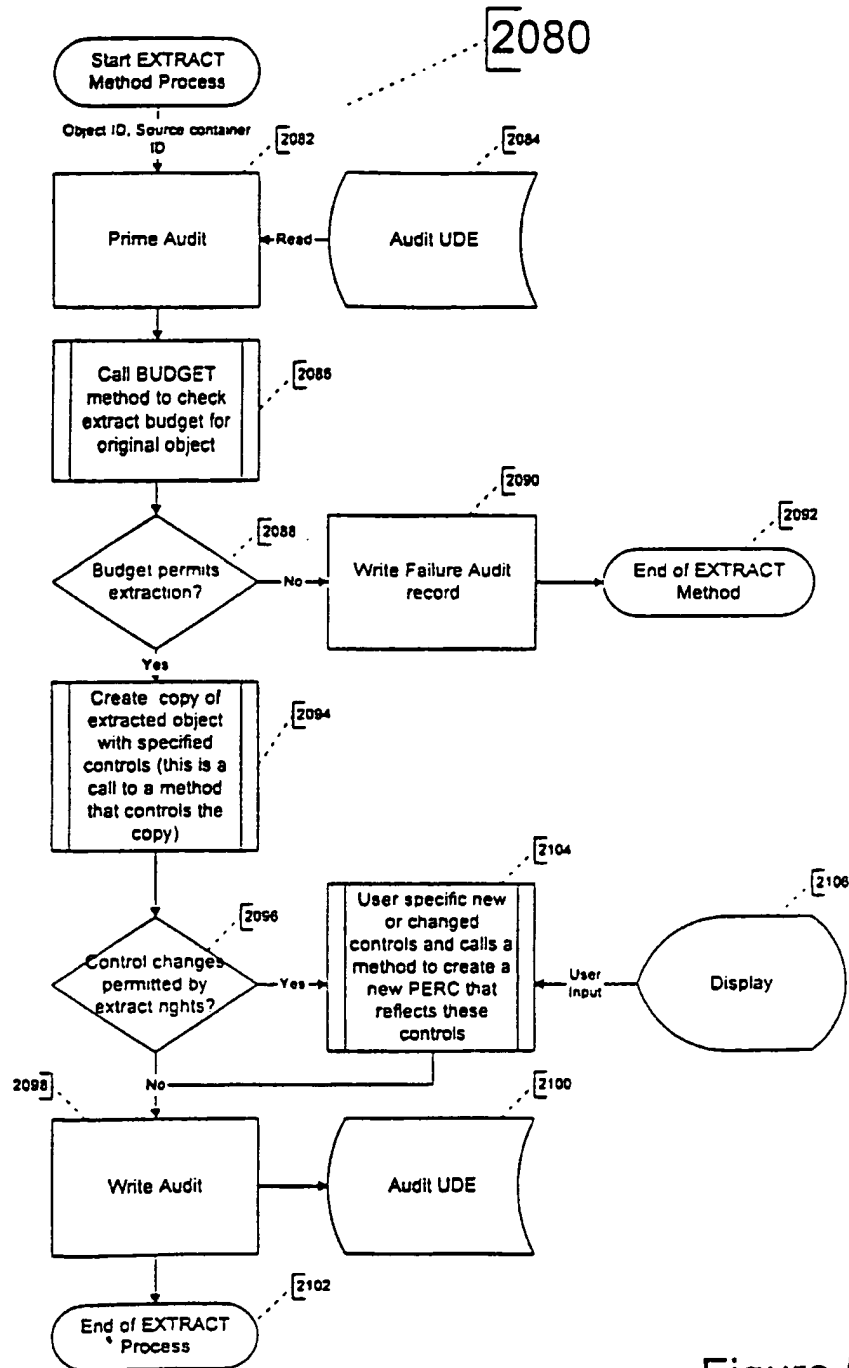 2080
Start EXTRACT
Method Process
Object ID, Source container
ID
2082
2084
Prime Audit
Read
Audit UDE
Call BUDGET
method to check
extract budget for
original object
2086
2090
2088
2092
Budget permits
extraction?
No
Write Failure Audit
record
End of EXTRACT
Method
Yes
Create copy of
extracted object
with specified
controls (this is a
call to a method
that controls the
copy)
2094
2104
2106
2096
Control changes
permitted by
extract rights?
Yes
User specific new
or changed
controls and calls a
method to create a
new PERC that
reflects these
controls
User
Input
Display
No
2098
2100
Write Audit
Audit UDE
2102
End of EXTRACT
Process
Figure